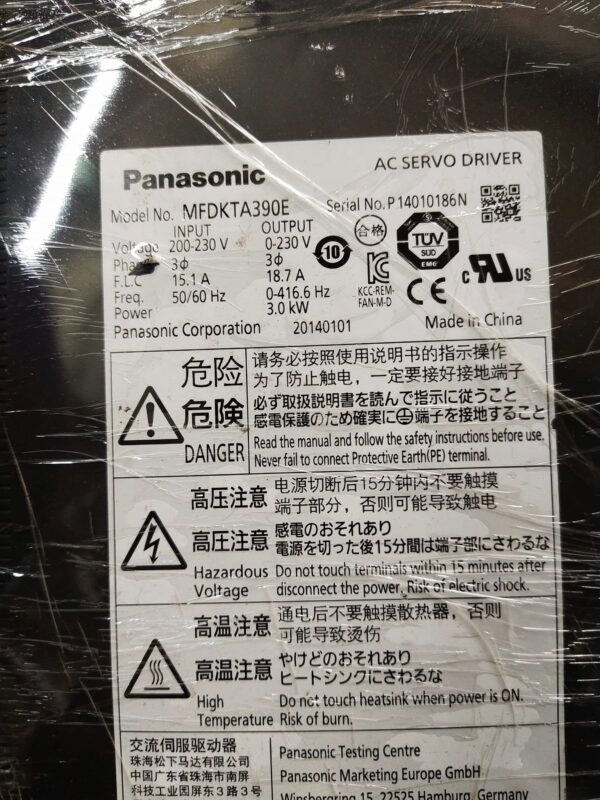 Panasonic
AC SERVO DRIVER
Model No. MFDKTA390E Serial No. P14010186N
INPUT OUTPUT
Voltage 200-230 V 0-230 V
Phase 3Φ 3Φ
F.L.C 15.1 A 18.7 A
Freq. 50/60 Hz 0-416.6 Hz
Power 3.0 kW
10
合格
KCC-REM-
FAN-M-D
TÜV
SÜD
EME
CE
c UR US
Panasonic Corporation 20140101 Made in China
危险 请务必按照使用说明书的指示操作
为了防止触电，一定要接好接地端子
危険 必ず取扱説明書を読んで指示に従うこと
感電保護のため確実に⏚端子を接地すること
DANGER Read the manual and follow the safety instructions before use.
Never fail to connect Protective Earth(PE) terminal.
高压注意 电源切断后15分钟内不要触摸
端子部分，否则可能导致触电
高圧注意 感電のおそれあり
電源を切った後15分間は端子部にさわるな
Hazardous Do not touch terminals within 15 minutes after
Voltage disconnect the power. Risk of electric shock.
高温注意 通电后不要触摸散热器，否则
可能导致烫伤
高温注意 やけどのおそれあり
ヒートシンクにさわるな
High Do not touch heatsink when power is ON.
Temperature Risk of burn.
交流伺服驱动器
珠海松下马达有限公司
中国广东省珠海市南屏
科技工业园屏东3路3号
Panasonic Testing Centre
Panasonic Marketing Europe GmbH
Winsbergring 15, 22525 Hamburg, Germany